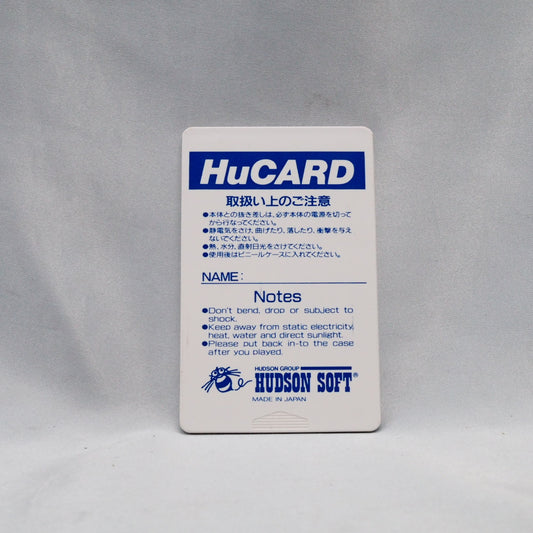 HuCARD
取扱い上のご注意
●本体との抜き差しは、必ず本体の電源を切って
から行なってください。
●静電気をさけ、曲げたり、落したり、衝撃を与え
ないでください。
●熱、水分、直射日光をさけてください。
●使用後はビニールケースに入れてください。
NAME:
Notes
●Don't bend, drop or subject to
shock.
●Keep away from static electricity,
heat, water and direct sunlight.
●Please put back in-to the case
after you played.
HUDSON GROUP
HUDSON SOFT®
MADE IN JAPAN